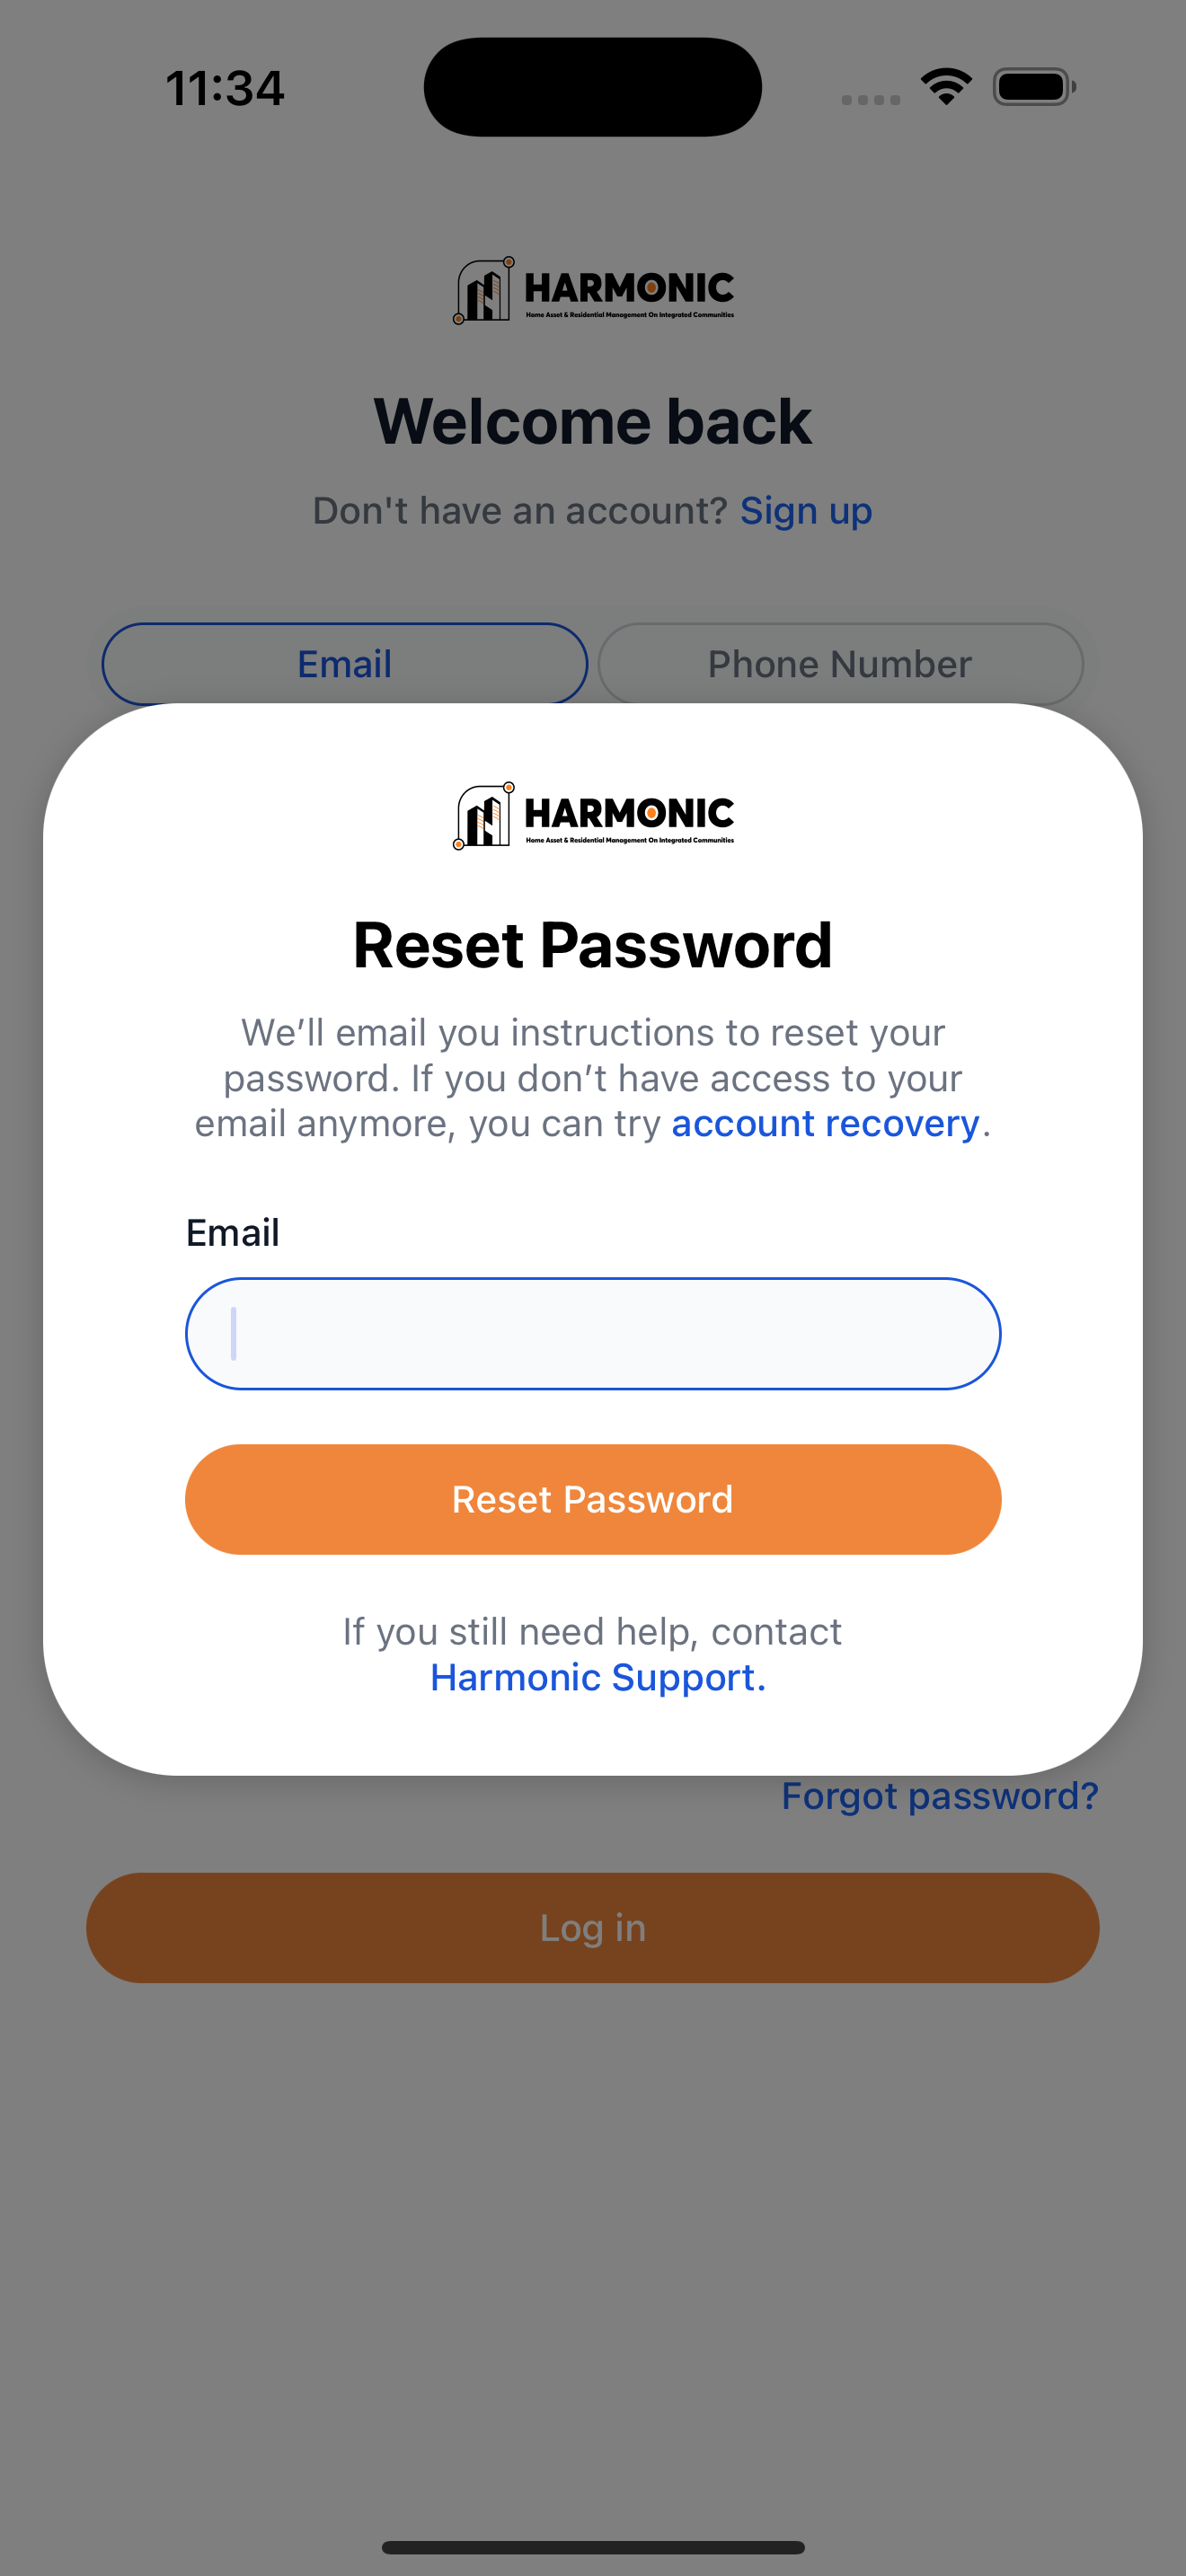 11:34
HARMONIC
Home Asset & Residential Management On Integrated Communities
Welcome back
Don't have an account? Sign up
Email
Phone Number
HARMONIC
Home Asset & Residential Management On Integrated Communities
Reset Password
We’ll email you instructions to reset your
password. If you don’t have access to your
email anymore, you can try account recovery.
Email
Reset Password
If you still need help, contact
Harmonic Support.
Forgot password?
Log in